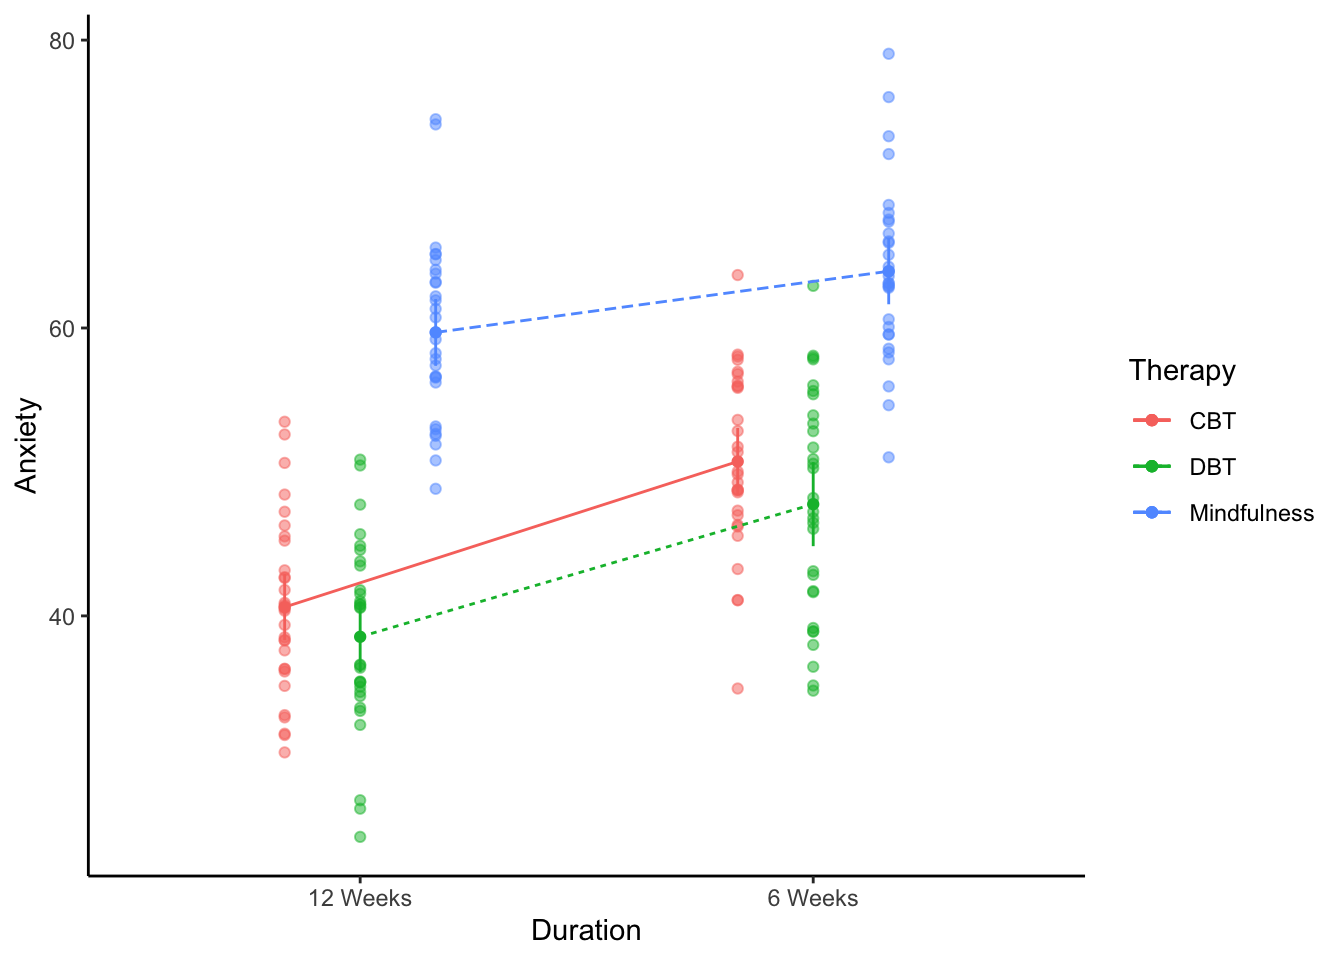 80
60
40
Anxiety
12 Weeks
6 Weeks
Duration
Therapy
CBT
DBT
Mindfulness